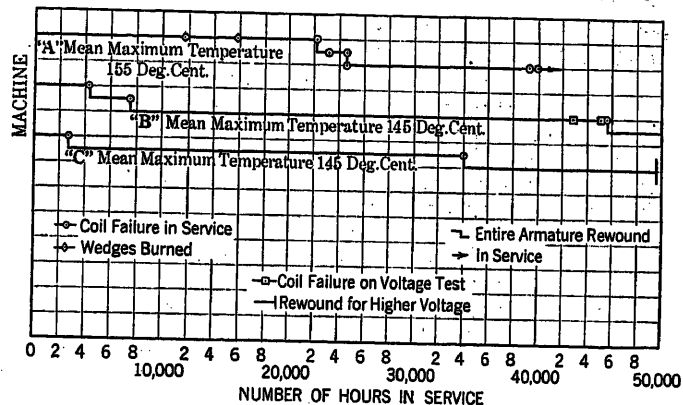 MACHINE
"A" Mean Maximum Temperature
155 Deg.Cent.
"B" Mean Maximum Temperature 145 Deg.Cent.
"C" Mean Maximum Temperature 145 Deg.Cent.
Coil Failure in Service
Wedges Burned
Entire Armature Rewound
In Service
Coil Failure on Voltage Test
Rewound for Higher Voltage
0 2 4 6 8 2 4 6 8 2 4 6 8 2 4 6 8 2 4 6 8
10,000 20,000 30,000 40,000 50,000
NUMBER OF HOURS IN SERVICE